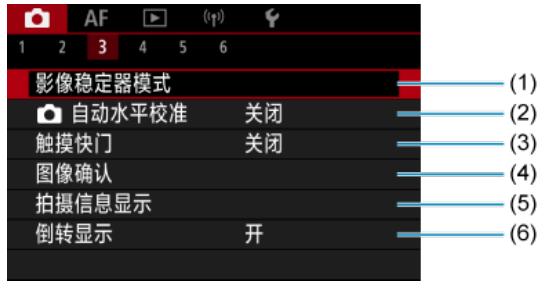 AF
1 2 3 4 5 6
影像稳定器模式 (1)
自动水平校准 关闭 (2)
触摸快门 关闭 (3)
图像确认 (4)
拍摄信息显示 (5)
倒转显示 开 (6)